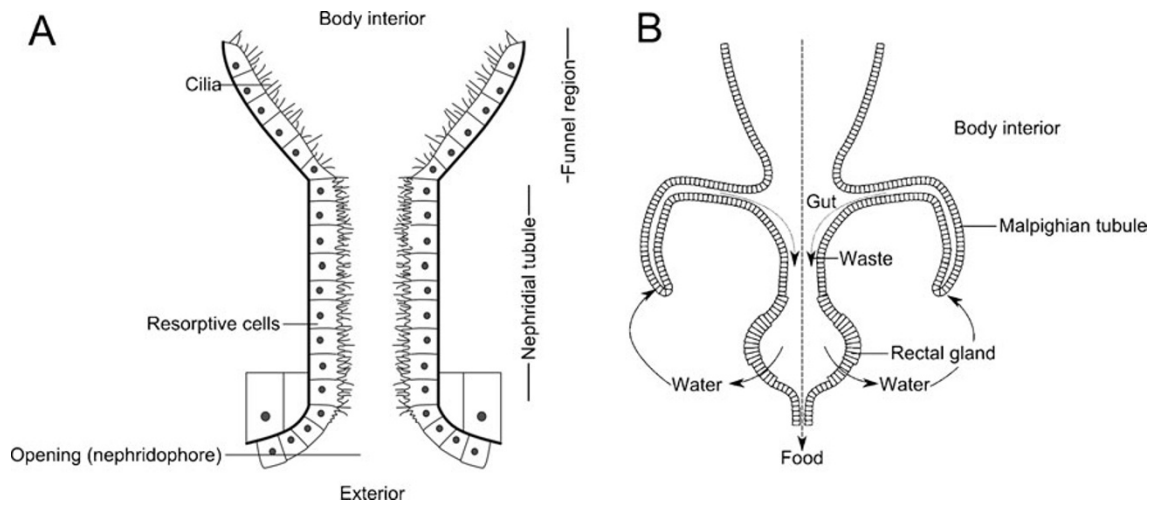 A
Body interior
Cilia
Funnel region
Nephridial tubule
Resorptive cells
Opening (nephridophore)
Exterior
B
Body interior
Gut
Malpighian tubule
Waste
Rectal gland
Water
Water
Food